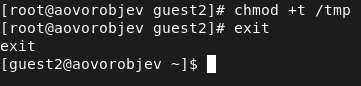 [root@aovorobjev guest2]# chmod +t /tmp
[root@aovorobjev guest2]# exit
exit
[guest2@aovorobjev ~]$